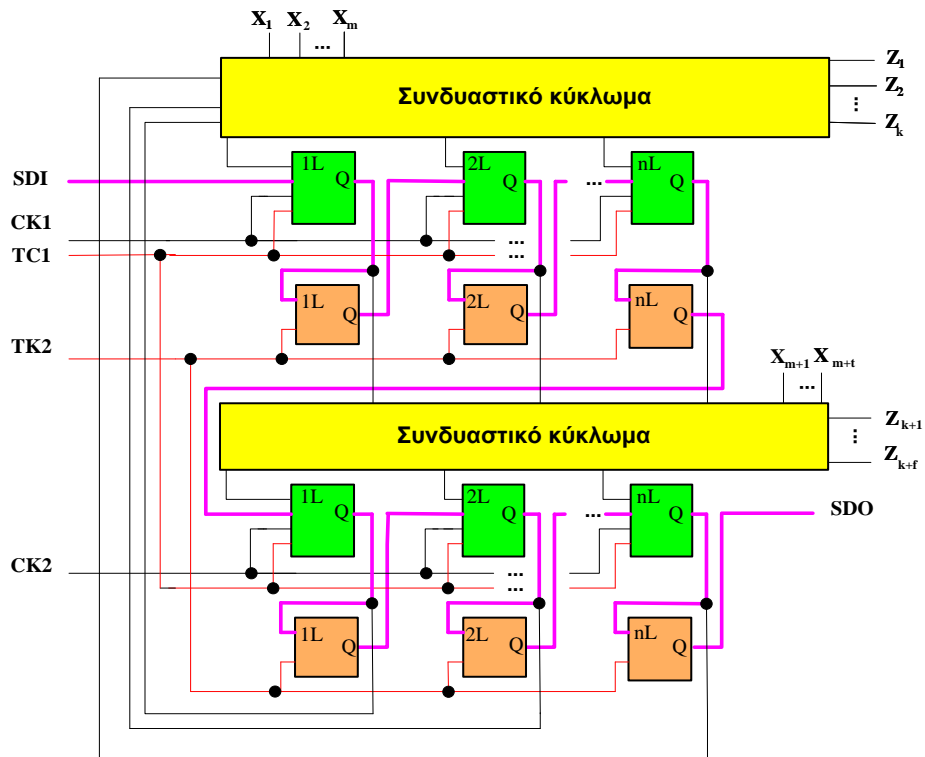 X1 X2 ... Xm
Συνδυαστικό κύκλωμα
Z1
Z2
...
Zk
1L Q 2L Q ... nL Q
SDI
CK1 ...
TC1 ...
1L Q 2L Q nL Q
TK2
Xm+1 ... Xm+t
Συνδυαστικό κύκλωμα
Zk+1
...
Zk+f
1L Q 2L Q ... nL Q
SDO
CK2 ...
...
1L Q 2L Q nL Q